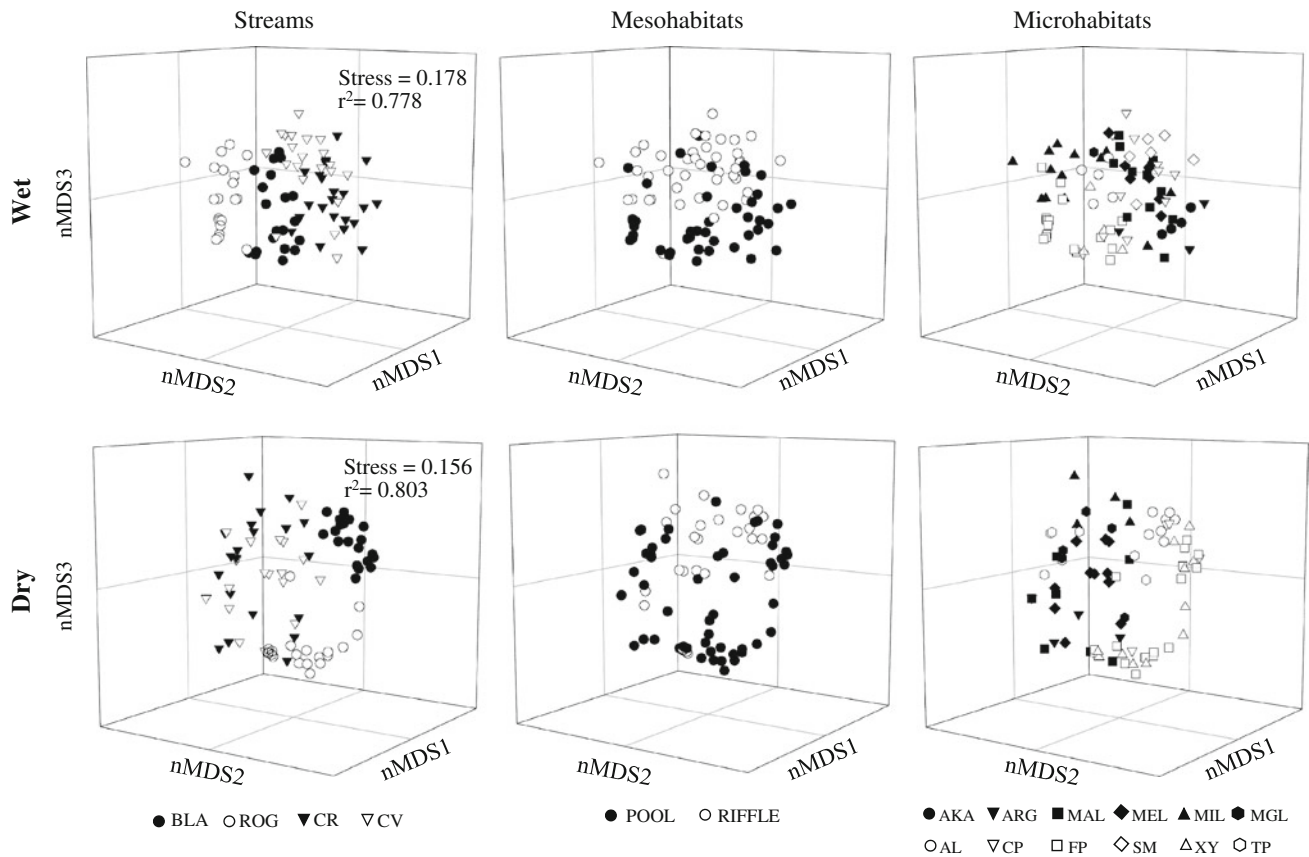 Streams
Mesohabitats
Microhabitats
Wet
nMDS3
Stress = 0.178
r²= 0.778
nMDS2
nMDS1
nMDS2
nMDS1
nMDS2
nMDS1
Dry
nMDS3
Stress = 0.156
r²= 0.803
nMDS2
nMDS1
nMDS2
nMDS1
nMDS2
nMDS1
BLA ROG CR CV
POOL RIFFLE
AKA ARG MAL MEL MIL MGL
AL CP FP SM XY TP